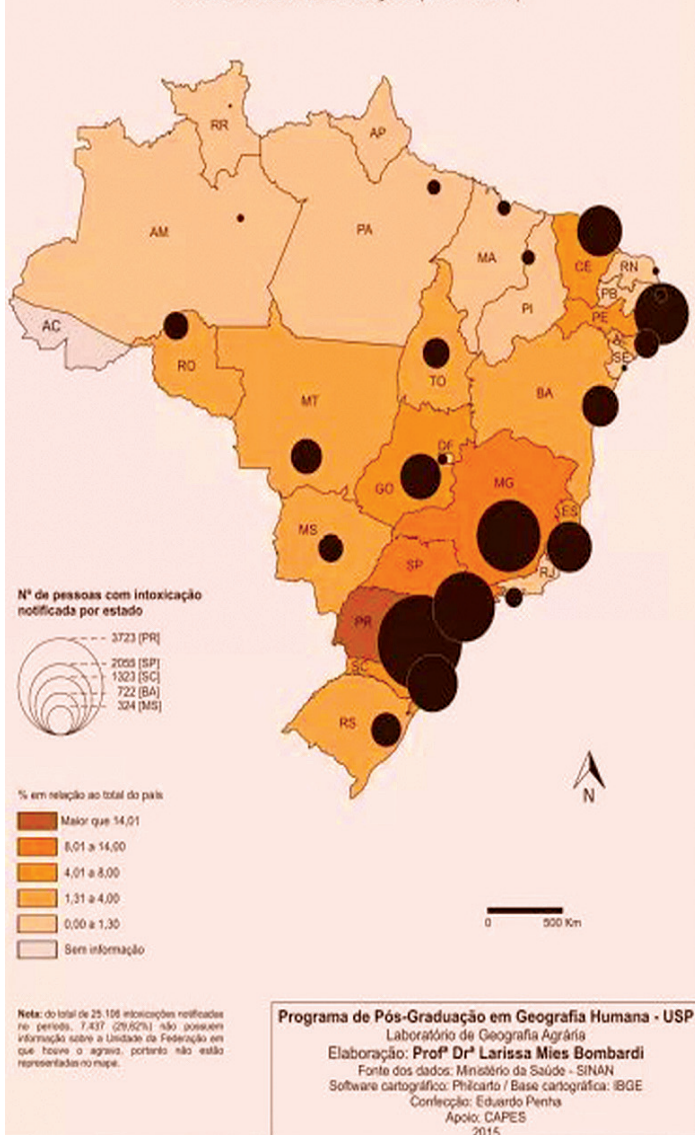 RR
AP
AM
PA
MA
CE
RN
PB
PI
PE
AC
AL
SE
RO
TO
BA
MT
DF
GO
MG
ES
MS
SP
RJ
PR
SC
RS
Nº de pessoas com intoxicação
notificada por estado
3723 [PR]
2055 [SP]
1323 [SC]
722 [BA]
324 [MS]
N
% em relação ao total do país
Maior que 14,01
8,01 a 14,00
4,01 a 8,00
1,31 a 4,00
0,00 a 1,30
Sem informação
0 500 Km
Nota: do total de 25.106 intoxicações notificadas
no período, 7.437 (29,62%) não possuem
informação sobre a Unidade da Federação em
que houve o agravo, portanto não estão
representadas no mapa.
Programa de Pós-Graduação em Geografia Humana - USP
Laboratório de Geografia Agrária
Elaboração: Profª Drª Larissa Mies Bombardi
Fonte dos dados: Ministério da Saúde - SINAN
Software cartográfico: Philcarto / Base cartográfica: IBGE
Confecção: Eduardo Penha
Apoio: CAPES
2015